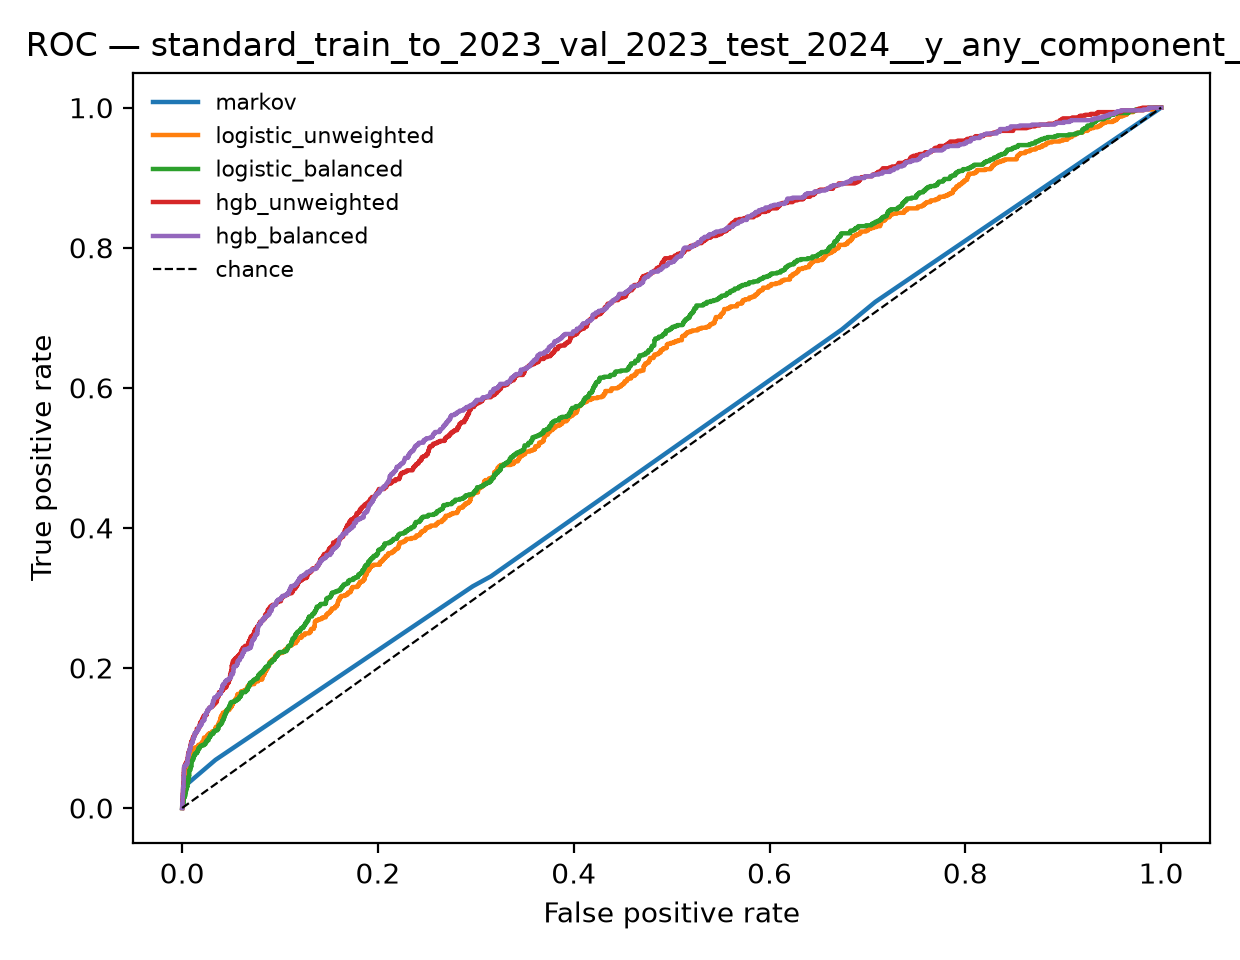 ROC — standard_train_to_2023_val_2023_test_2024__y_any_component_
markov
logistic_unweighted
logistic_balanced
hgb_unweighted
hgb_balanced
chance
1.0
0.8
0.6
0.4
0.2
0.0
True positive rate
0.0 0.2 0.4 0.6 0.8 1.0
False positive rate